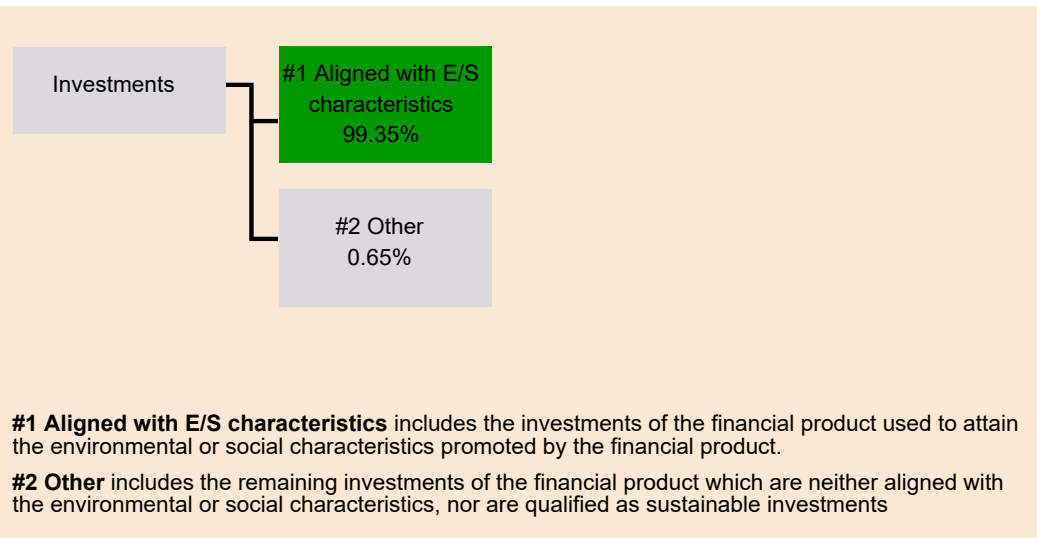 Investments
#1 Aligned with E/S
characteristics
99.35%
#2 Other
0.65%
#1 Aligned with E/S characteristics includes the investments of the financial product used to attain
the environmental or social characteristics promoted by the financial product.
#2 Other includes the remaining investments of the financial product which are neither aligned with
the environmental or social characteristics, nor are qualified as sustainable investments